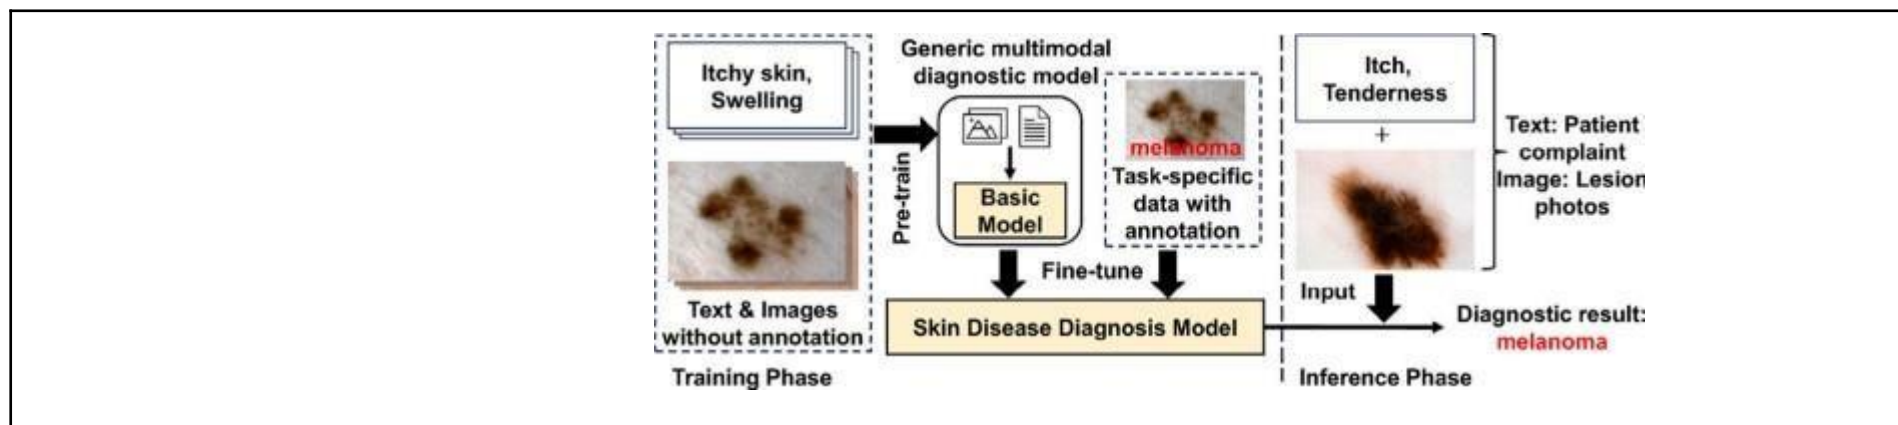 Itchy skin,
Swelling
Text & Images
without annotation
Training Phase
Pre-train
Generic multimodal
diagnostic model
Basic
Model
melanoma
Task-specific
data with
annotation
Fine-tune
Skin Disease Diagnosis Model
Itch,
Tenderness
+
Text: Patient
complaint
Image: Lesion
photos
Input
Diagnostic result:
melanoma
Inference Phase